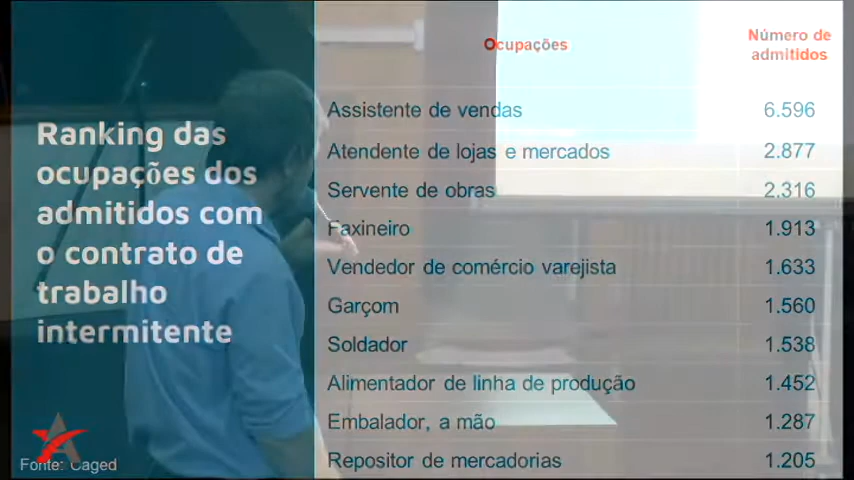 Ranking das
ocupações dos
admitidos com
o contrato de
trabalho
intermitente
Fonte: Caged
Ocupações
Número de
admitidos
Assistente de vendas 6.596
Atendente de lojas e mercados 2.877
Servente de obras 2.316
Faxineiro 1.913
Vendedor de comércio varejista 1.633
Garçom 1.560
Soldador 1.538
Alimentador de linha de produção 1.452
Embalador, a mão 1.287
Repositor de mercadorias 1.205